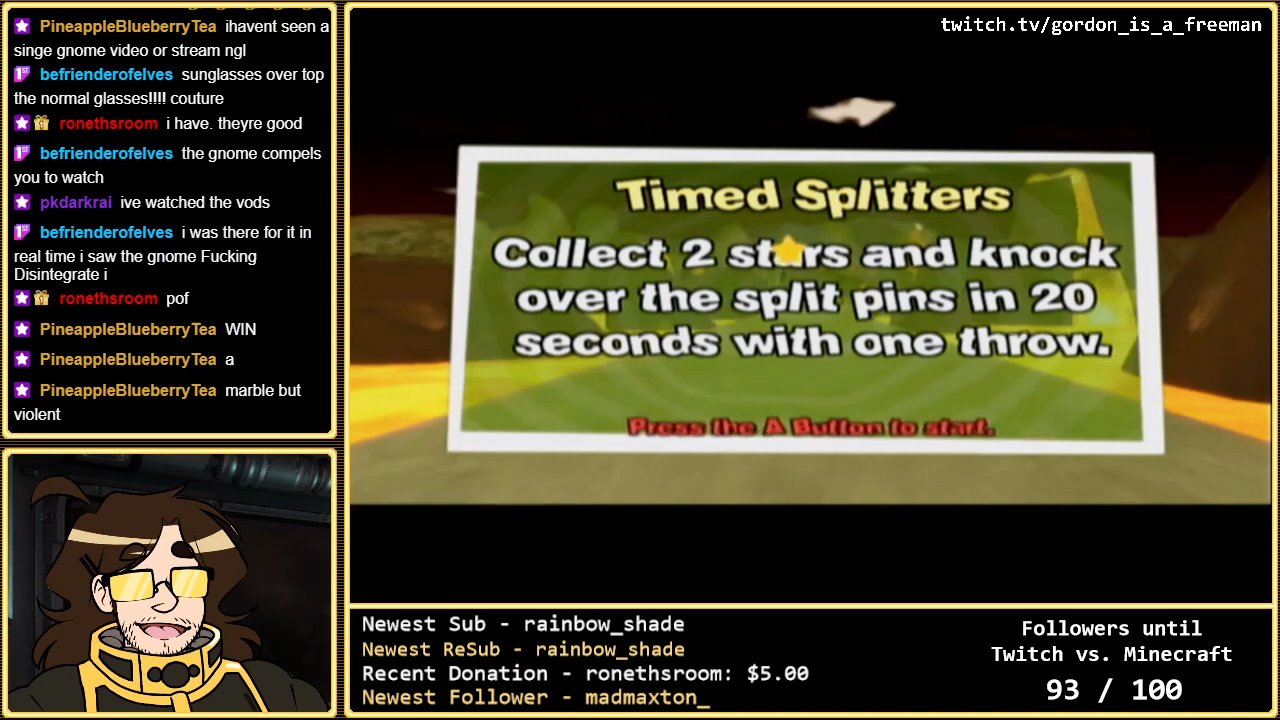 PineappleBlueberryTea ihavent seen a
singe gnome video or stream ngl
befrienderofelves sunglasses over top
the normal glasses!!!! couture
ronethsroom i have. theyre good
befrienderofelves the gnome compels
you to watch
pkdarkrai ive watched the vods
befrienderofelves i was there for it in
real time i saw the gnome Fucking
Disintegrate i
ronethsroom pof
PineappleBlueberryTea WIN
PineappleBlueberryTea a
PineappleBlueberryTea marble but
violent
twitch.tv/gordon_is_a_freeman
Timed Splitters
Collect 2 stars and knock
over the split pins in 20
seconds with one throw.
Press the A Button to start.
Newest Sub - rainbow_shade
Newest ReSub - rainbow_shade
Recent Donation - ronethsroom: $5.00
Newest Follower - madmaxton_
Followers until
Twitch vs. Minecraft
93 / 100